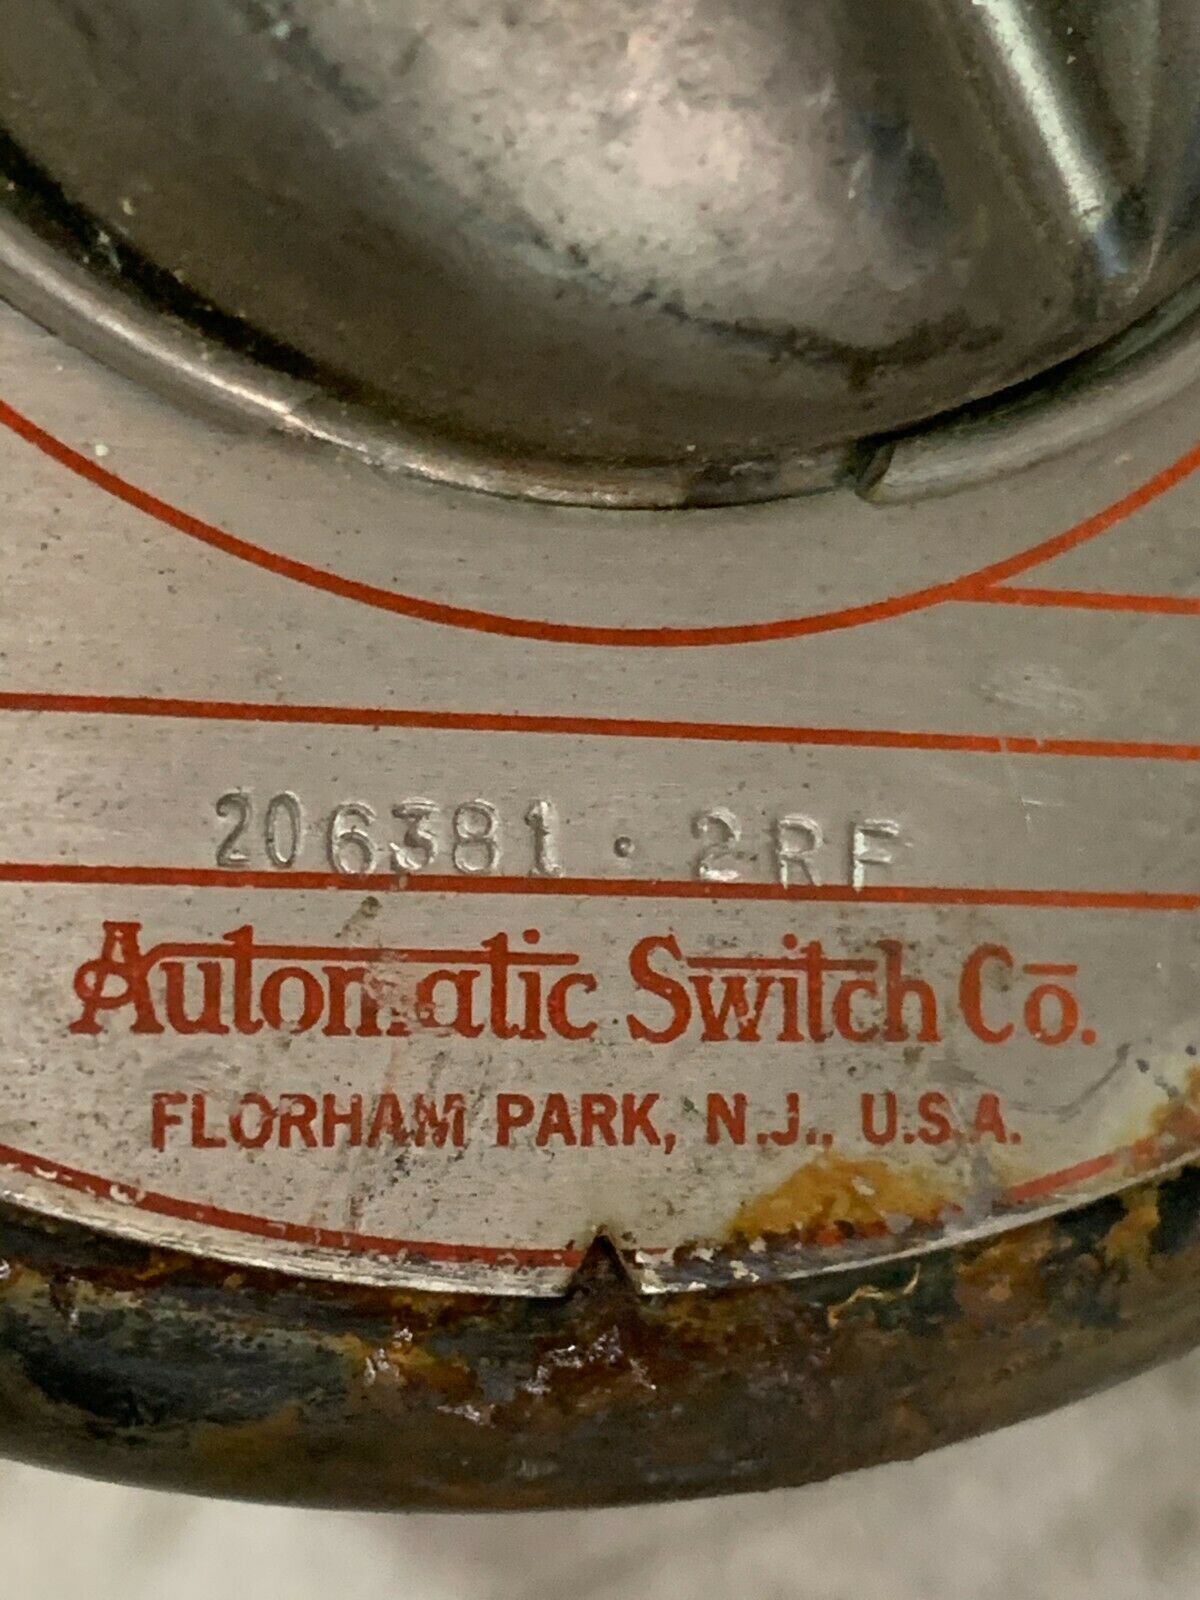 206381·2RF
Automatic Switch Co.
FLORHAM PARK, N.J., U.S.A.